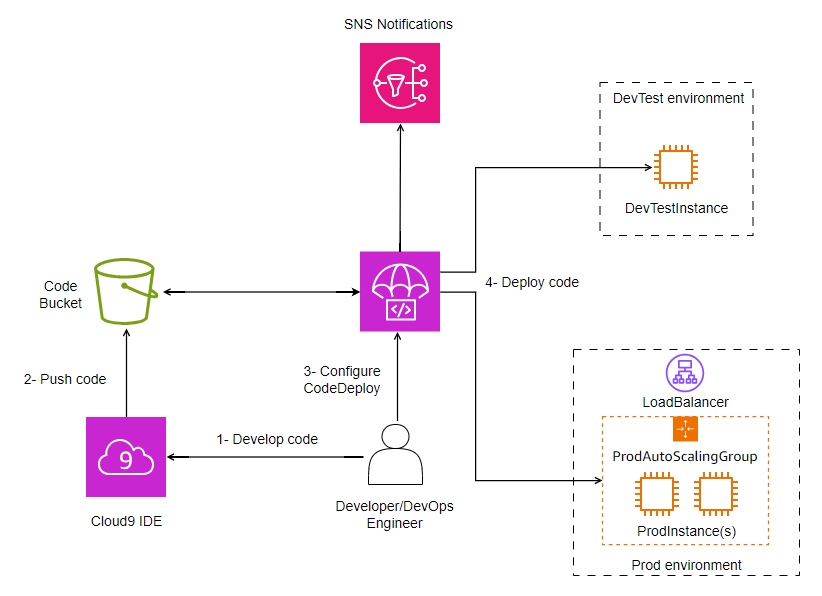 SNS Notifications
DevTest environment
DevTestInstance
Code
Bucket
4- Deploy code
</>
2- Push code
3- Configure
CodeDeploy
LoadBalancer
1- Develop code
9
ProdAutoScalingGroup
Developer/DevOps
Engineer
Cloud9 IDE
ProdInstance(s)
Prod environment